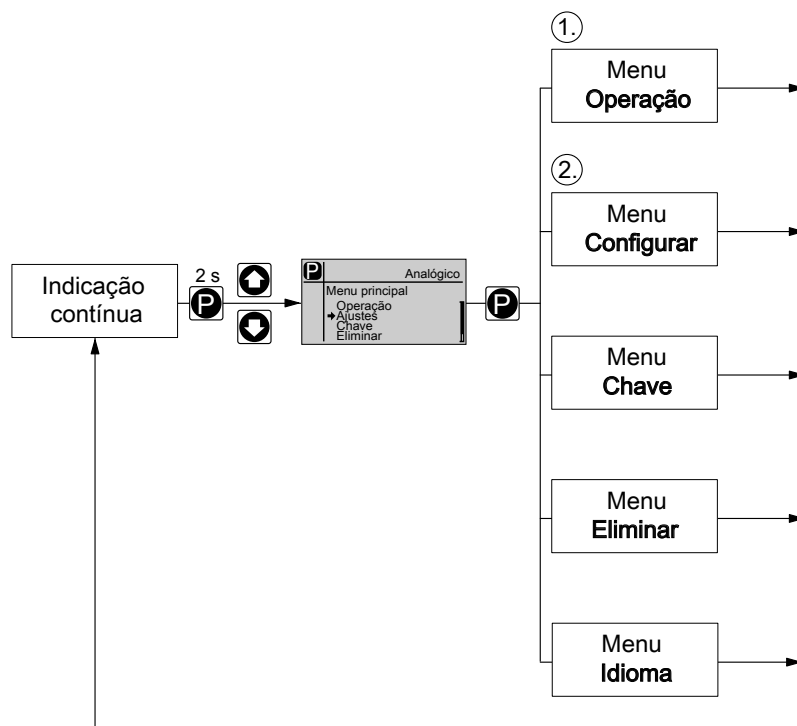 1.
Menu
Operação
2.
Menu
Configurar
Indicação
contínua
2 s
P
P
Analógico
Menu principal
Operação
Ajustes
Chave
Eliminar
P
Menu
Chave
Menu
Eliminar
Menu
Idioma